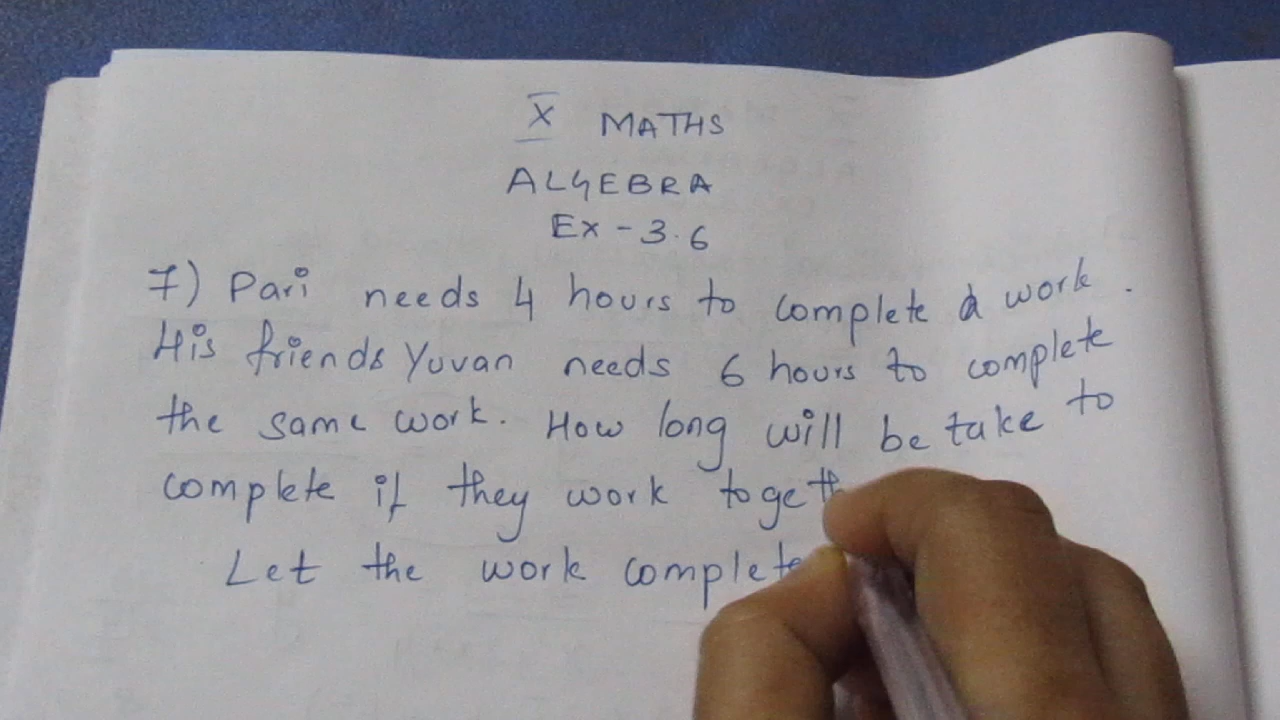 X MATHS
ALGEBRA
Ex - 3.6
7) Pari needs 4 hours to complete a work.
His friends Yuvan needs 6 hours to complete
the same work. How long will be take to
complete if they work togeth
Let the work complete